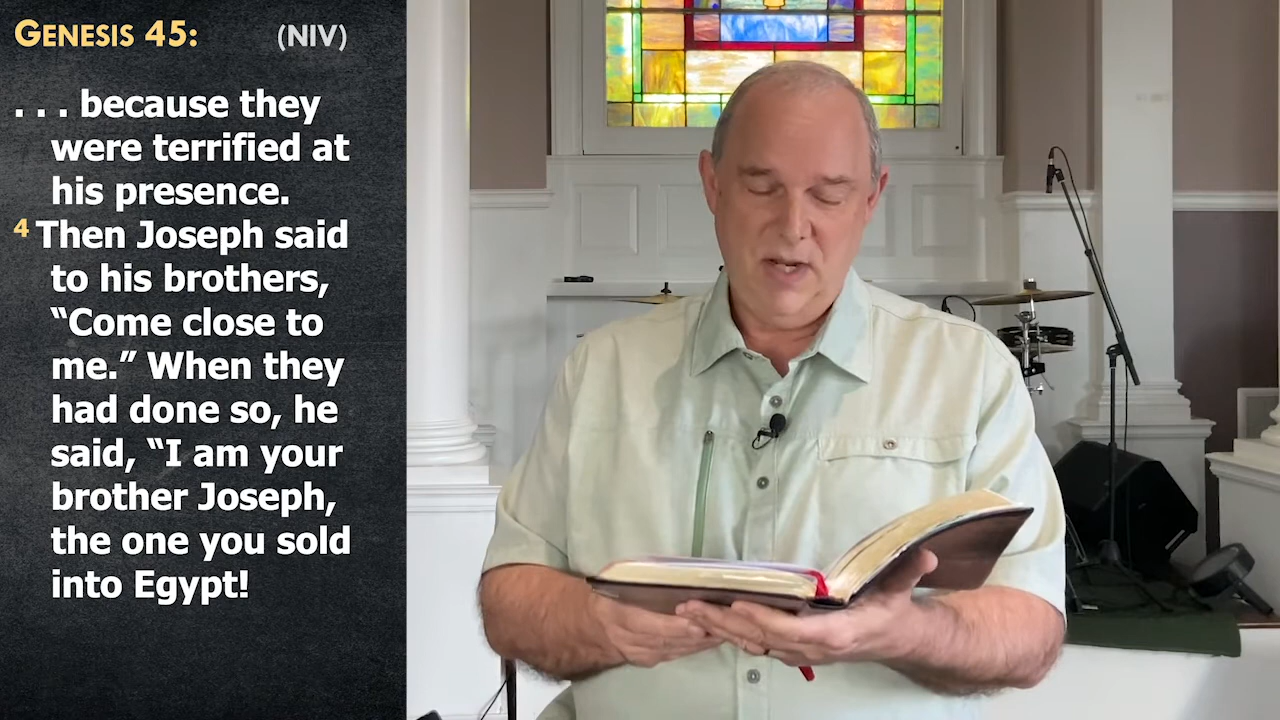 GENESIS 45: (NIV)
. . . because they
were terrified at
his presence.
4 Then Joseph said
to his brothers,
“Come close to
me.” When they
had done so, he
said, “I am your
brother Joseph,
the one you sold
into Egypt!